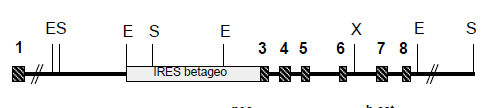 ES E S E X E S
1 3 4 5 6 7 8
IRES betageo